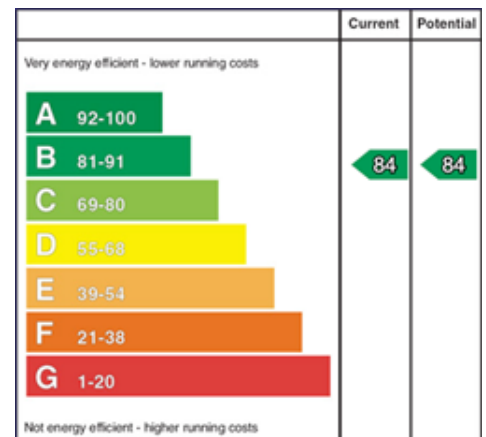 Current Potential
Very energy efficient - lower running costs
A 92-100
B 81-91 84 84
C 69-80
D 55-68
E 39-54
F 21-38
G 1-20
Not energy efficient - higher running costs